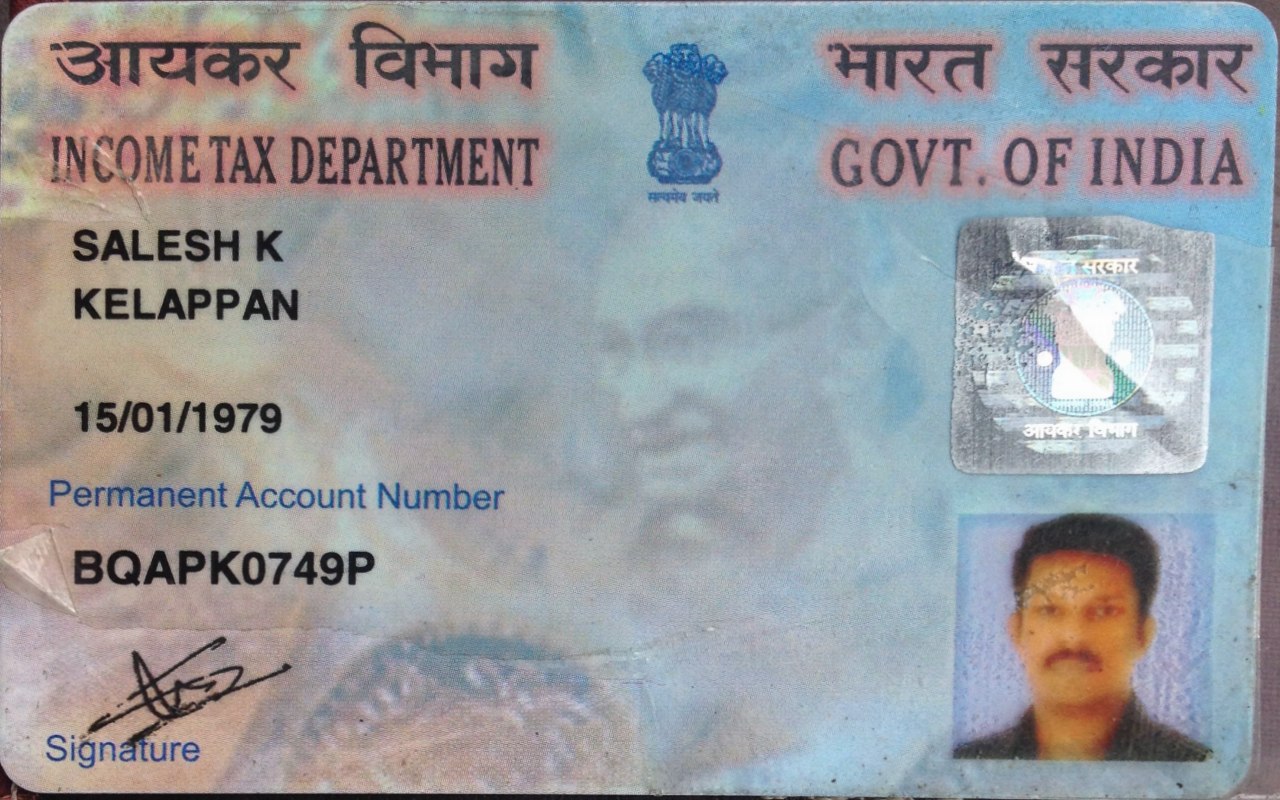 आयकर विभाग
भारत सरकार
INCOME TAX DEPARTMENT
GOVT. OF INDIA
सत्यमेव जयते
SALESH K
KELAPPAN
15/01/1979
Permanent Account Number
BQAPK0749P
Signature
सरकार
आयकर विभाग